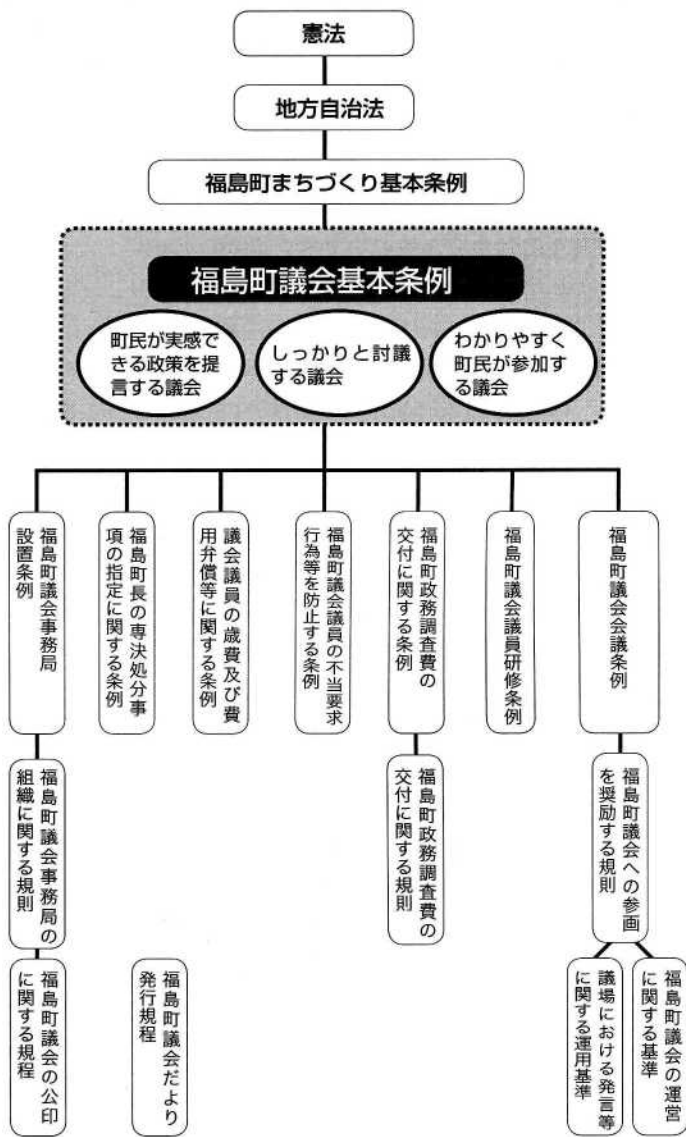 憲法
地方自治法
福島町まちづくり基本条例
福島町議会基本条例
町民が実感で
きる政策を提
言する議会
しっかりと討議
する議会
わかりやすく
町民が参加す
る議会
福島町議会会議条例
福島町議会議員研修条例
福島町政務調査費の
交付に関する条例
福島町議会議員の不当要求
行為等を防止する条例
議会議員の歳費及び費
用弁償等に関する条例
福島町長の専決処分事
項の指定に関する条例
福島町議会事務局
設置条例
福島町議会への参画
を奨励する規則
福島町政務調査費の
交付に関する規則
福島町議会事務局の
組織に関する規則
福島町議会の運営
に関する基準
議場における発言等
に関する運用基準
福島町議会だより
発行規程
福島町議会の公印
に関する規程